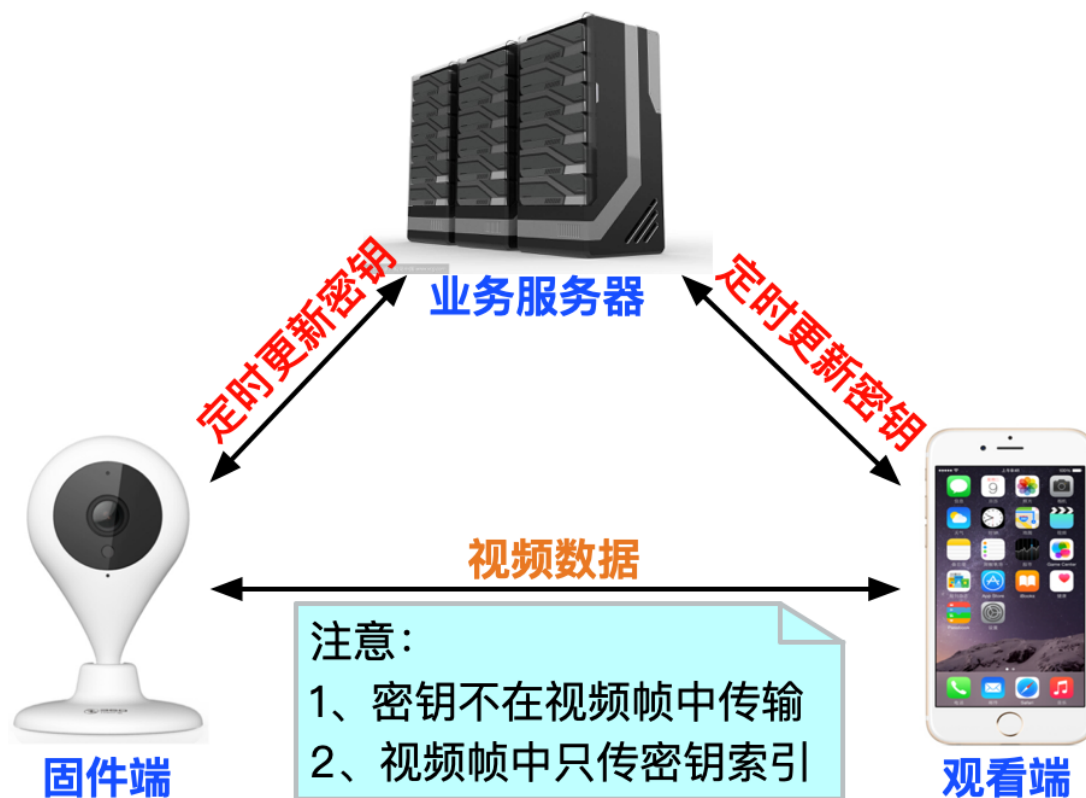 业务服务器
定时更新密钥
定时更新密钥
视频数据
注意：
1、密钥不在视频帧中传输
2、视频帧中只传密钥索引
固件端
观看端